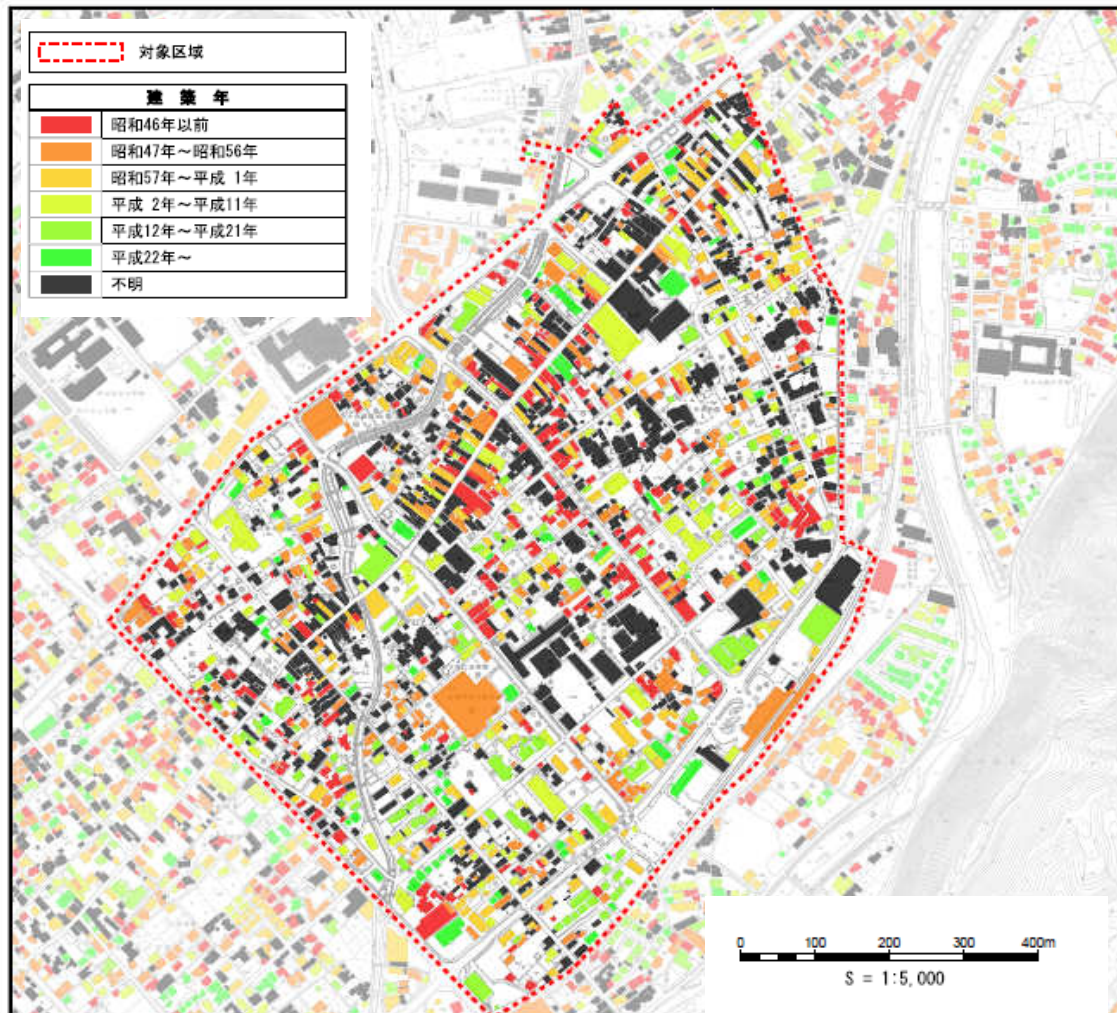 対象区域
建 築 年
昭和46年以前
昭和47年～昭和56年
昭和57年～平成 1年
平成 2年～平成11年
平成12年～平成21年
平成22年～
不明
0 100 200 300 400m
S = 1:5,000